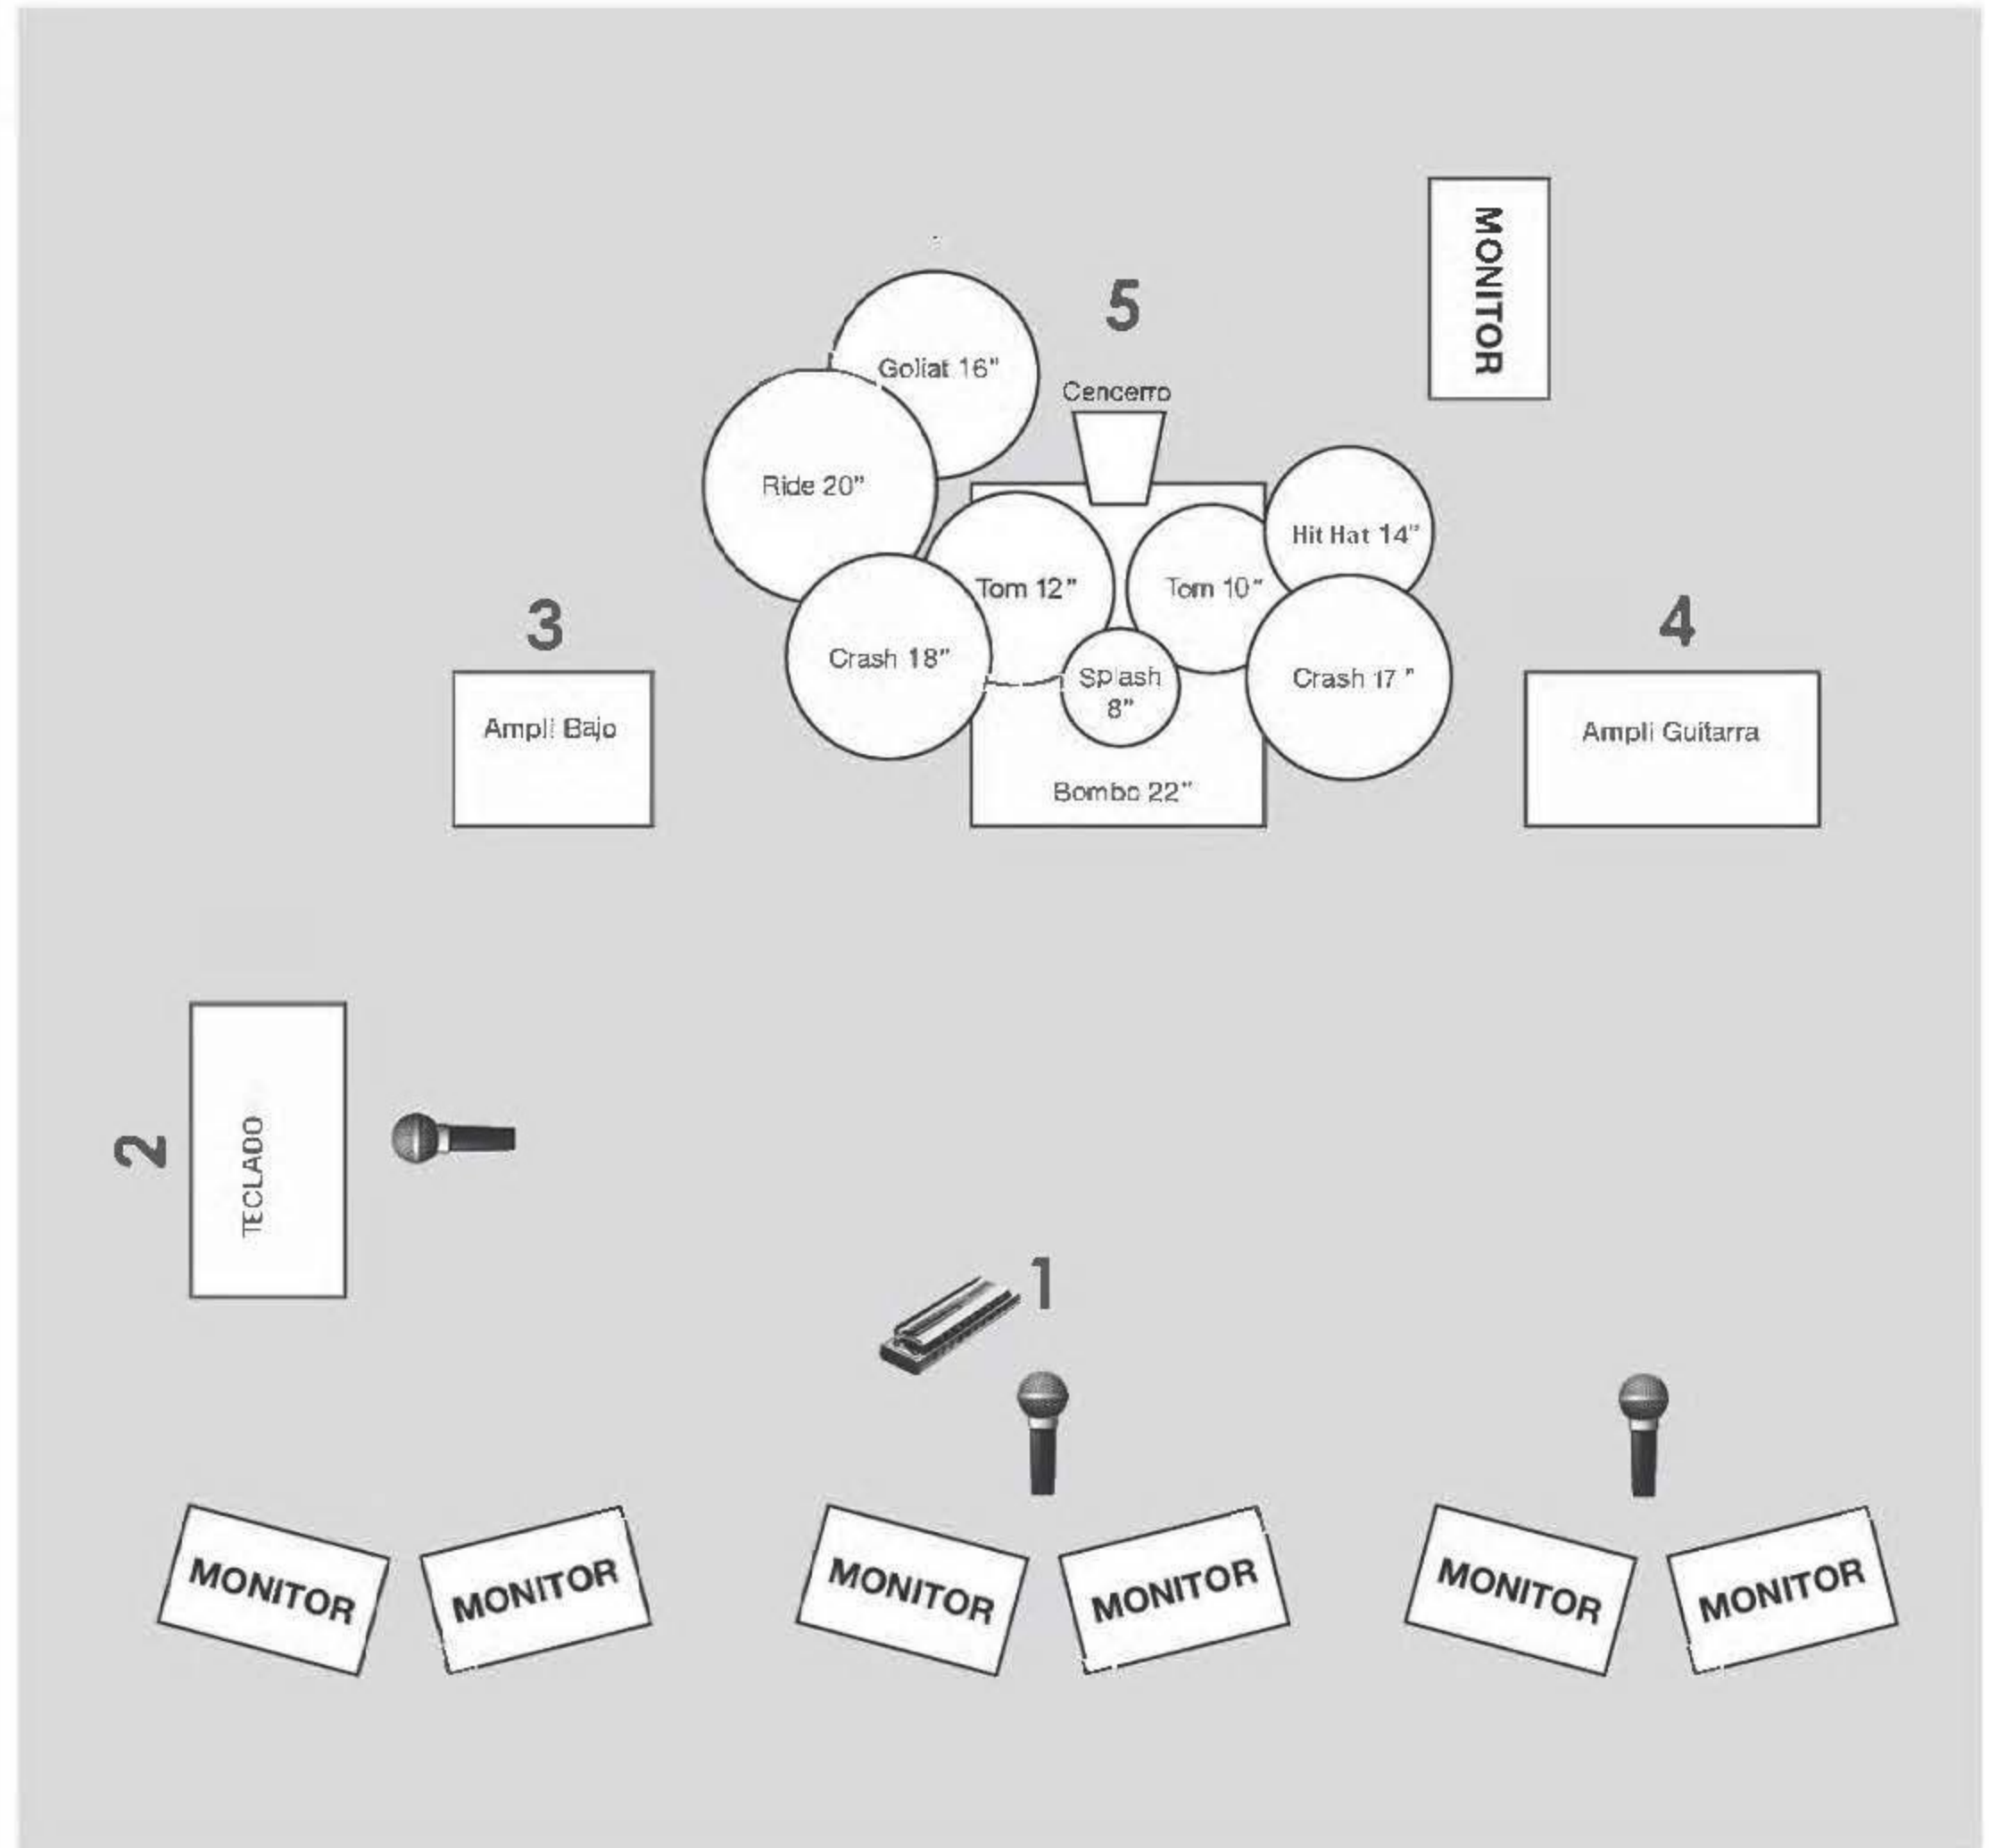 MONITOR
5
Goliat 16"
Cencerro
Ride 20"
Hit Hat 14"
Tom 12"
Tom 10"
3
4
Crash 18"
Splash
8"
Crash 17 "
Ampli Bajo
Ampli Guitarra
Bombo 22"
2
TECLADO
1
MONITOR
MONITOR
MONITOR
MONITOR
MONITOR
MONITOR